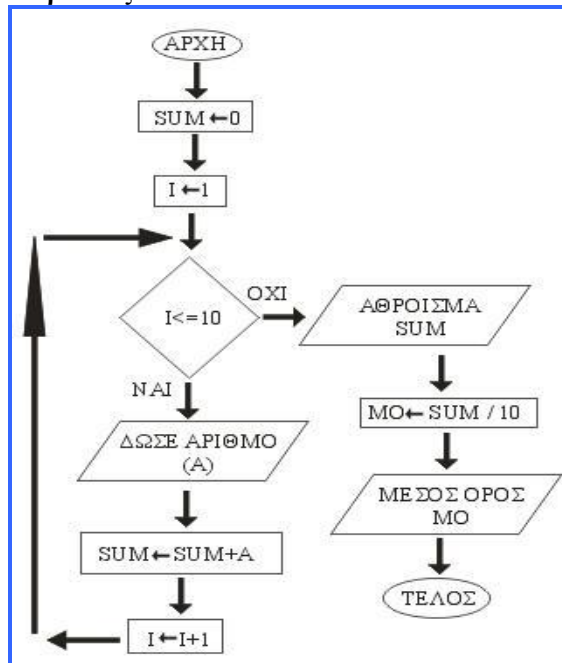 ΑΡΧΗ
SUM ←0
I ←1
I<=10
ΟΧΙ
ΝΑΙ
ΔΩΣΕ ΑΡΙΘΜΟ
(Α)
SUM← SUM+A
I←I+1
ΑΘΡΟΙΣΜΑ
SUM
MO← SUM / 10
ΜΕΣΟΣ ΟΡΟΣ
ΜΟ
ΤΕΛΟΣ